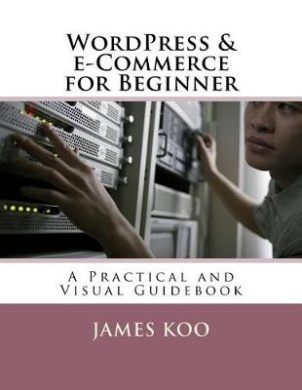 WordPress &
e-Commerce
for Beginner
A Practical and
Visual Guidebook
JAMES KOO